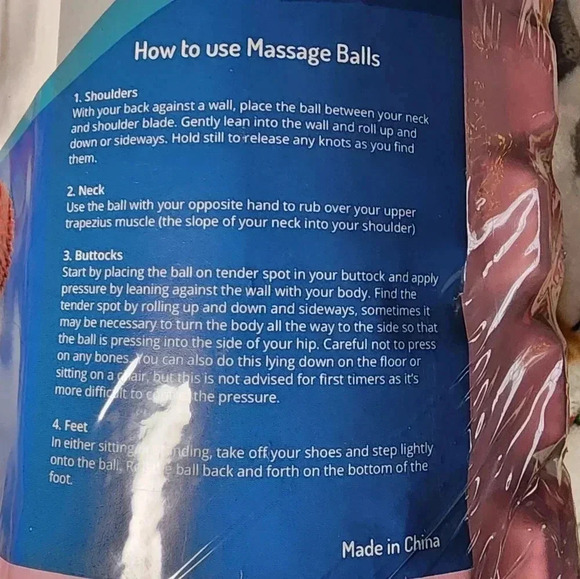 How to use Massage Balls
1. Shoulders
With your back against a wall, place the ball between your neck
and shoulder blade. Gently lean into the wall and roll up and
down or sideways. Hold still to release any knots as you find
them.
2. Neck
Use the ball with your opposite hand to rub over your upper
trapezius muscle (the slope of your neck into your shoulder)
3. Buttocks
Start by placing the ball on tender spot in your buttock and apply
pressure by leaning against the wall with your body. Find the
tender spot by rolling up and down and sideways, sometimes it
may be necessary to turn the body all the way to the side so that
the ball is pressing into the side of your hip. Careful not to press
on any bones. You can also do this lying down on the floor or
sitting on a chair, but this is not advised for first timers as it's
more difficult to the pressure.
4. Feet
In either sitting take off your shoes and step lightly
onto the ball. ball back and forth on the bottom of the
foot.
Made in China